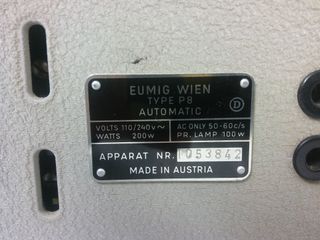 EUMIG WIEN
TYPE P8
AUTOMATIC
D
VOLTS 110/240V~ AC ONLY 50-60c/s
WATTS 200W PR. LAMP 100W
APPARAT NR. 1053842
MADE IN AUSTRIA